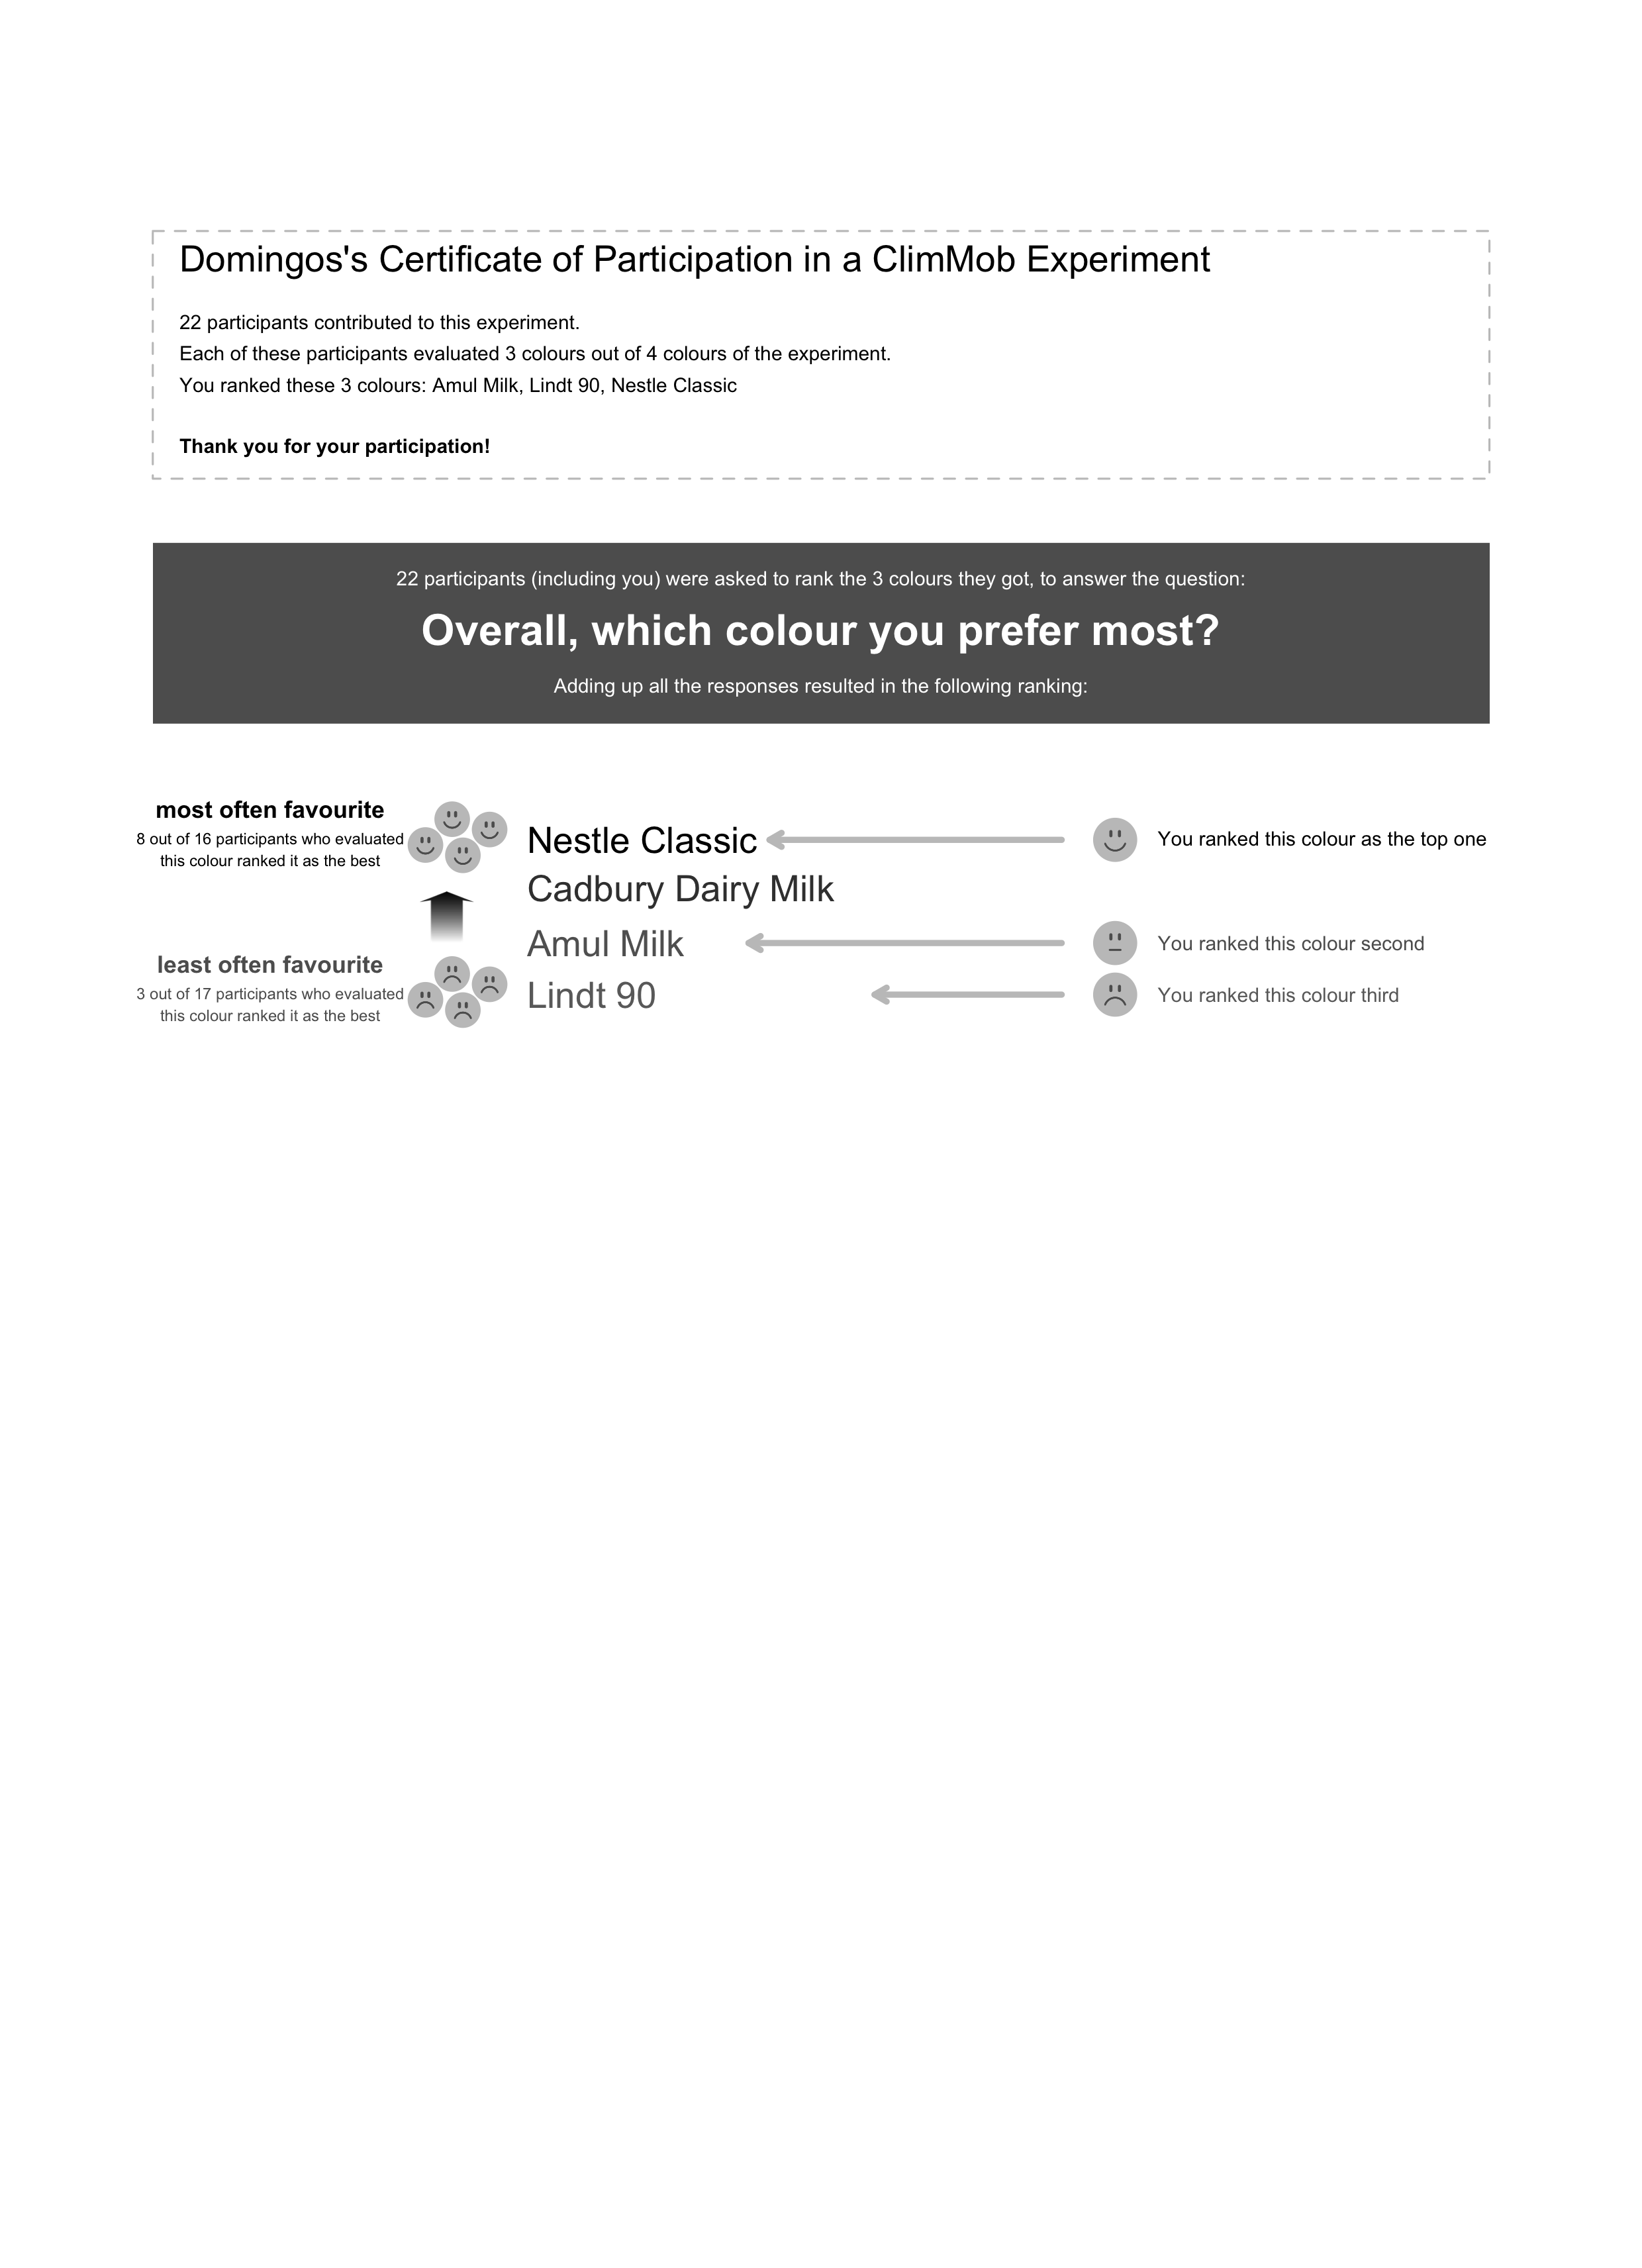 Domingos's Certificate of Participation in a ClimMob Experiment
22 participants contributed to this experiment.
Each of these participants evaluated 3 colours out of 4 colours of the experiment.
You ranked these 3 colours: Amul Milk, Lindt 90, Nestle Classic
Thank you for your participation!
22 participants (including you) were asked to rank the 3 colours they got, to answer the question:
Overall, which colour you prefer most?
Adding up all the responses resulted in the following ranking:
most often favourite
8 out of 16 participants who evaluated
this colour ranked it as the best
Nestle Classic
You ranked this colour as the top one
Cadbury Dairy Milk
Amul Milk
You ranked this colour second
least often favourite
3 out of 17 participants who evaluated
this colour ranked it as the best
Lindt 90
You ranked this colour third